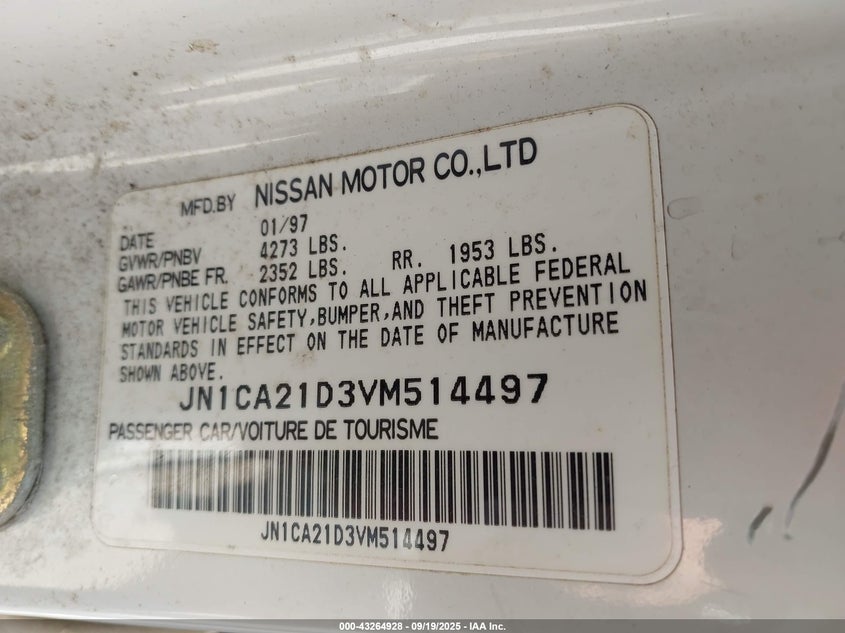 MFD.BY NISSAN MOTOR CO.,LTD
DATE 01/97
GVWR/PNBV 4273 LBS.
GAWR/PNBE FR. 2352 LBS. RR. 1953 LBS.
THIS VEHICLE CONFORMS TO ALL APPLICABLE FEDERAL
MOTOR VEHICLE SAFETY,BUMPER,AND THEFT PREVENTION
STANDARDS IN EFFECT ON THE DATE OF MANUFACTURE
SHOWN ABOVE.
JN1CA21D3VM514497
PASSENGER CAR/VOITURE DE TOURISME
JN1CA21D3VM514497
000-43264928 - 09/19/2025 - IAA Inc.